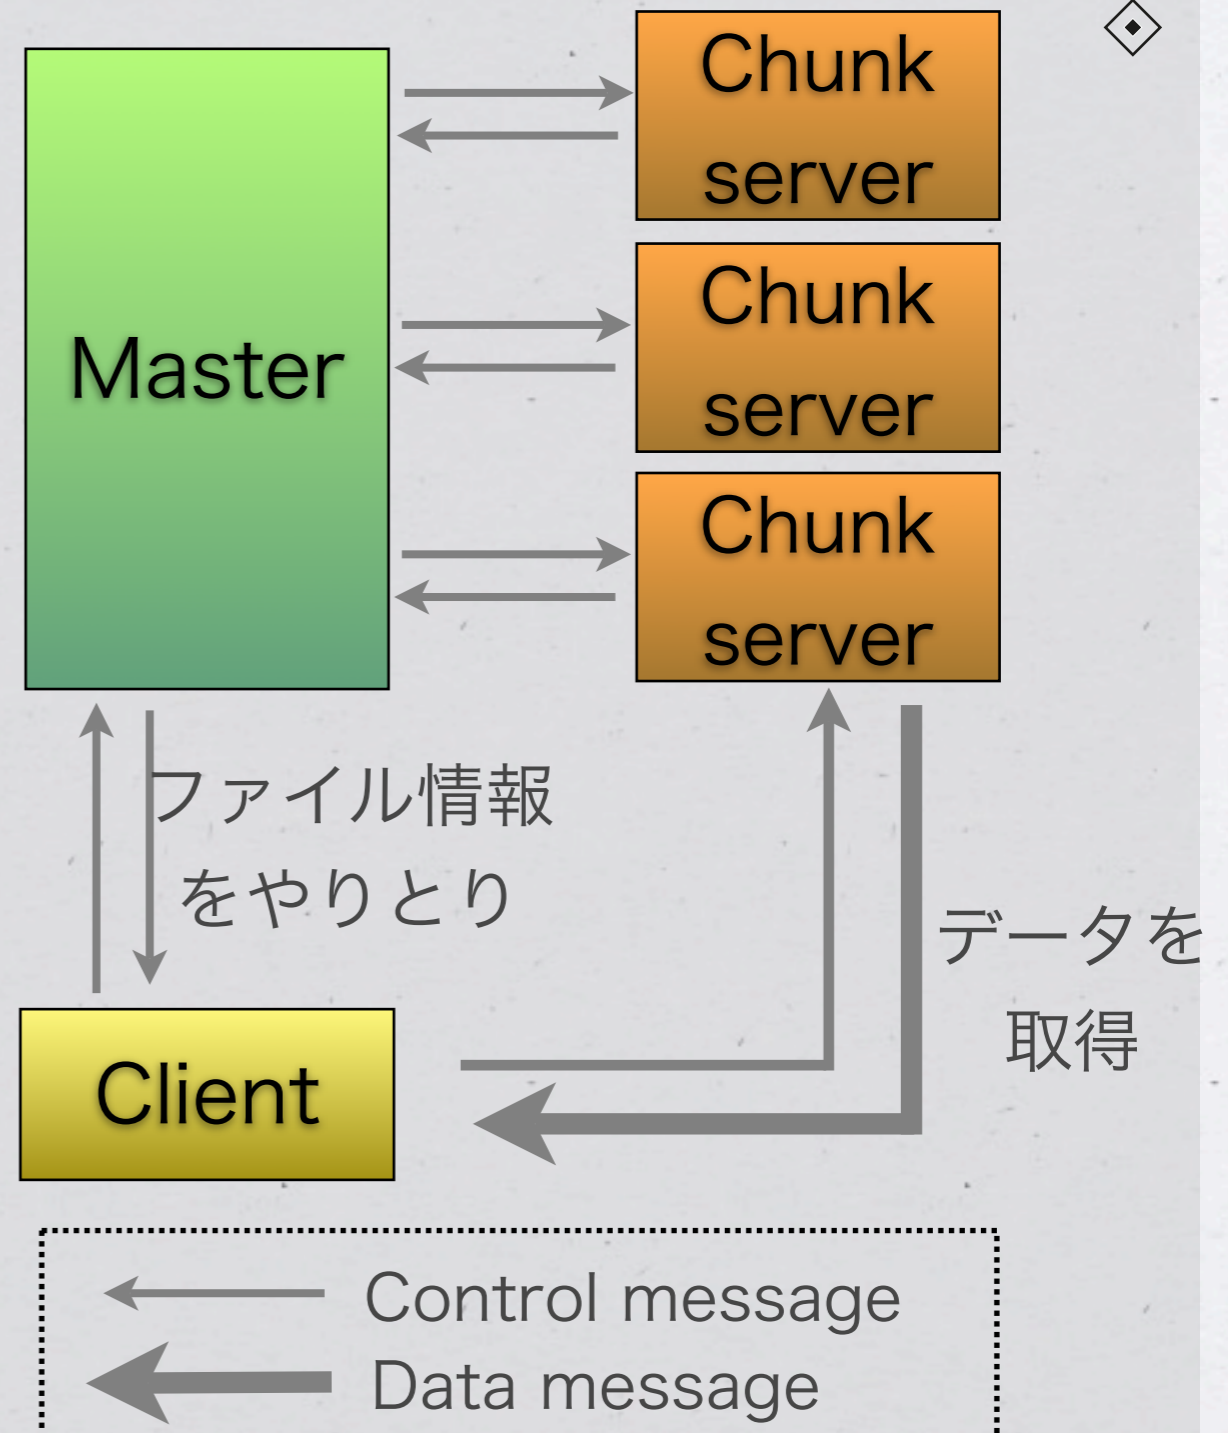 Chunk
server
Master
Chunk
server
Chunk
server
ファイル情報
をやりとり
データを
取得
Client
Control message
Data message